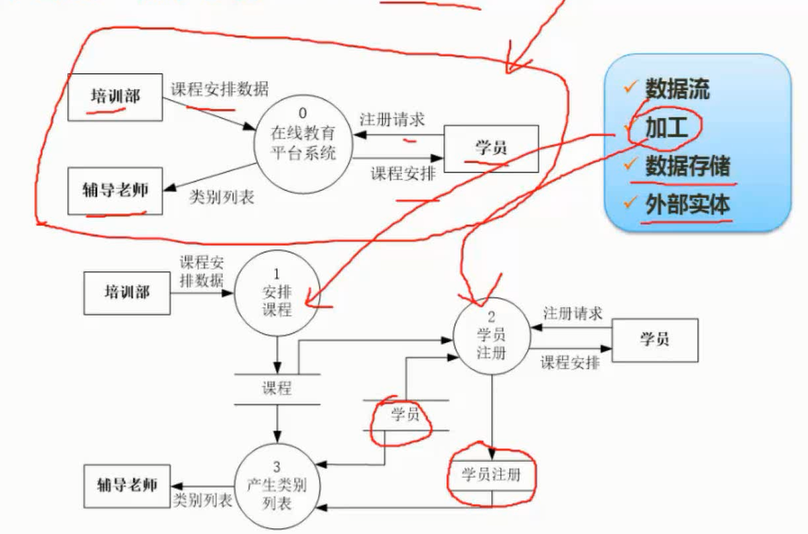 培训部
课程安排数据
0
在线教育
平台系统
注册请求
学员
课程安排
辅导老师
类别列表
数据流
加工
数据存储
外部实体
培训部
课程安
排数据
1
安排
课程
2
学员
注册
注册请求
课程安排
学员
课程
学员
学员注册
3
产生类别
列表
辅导老师
类别列表